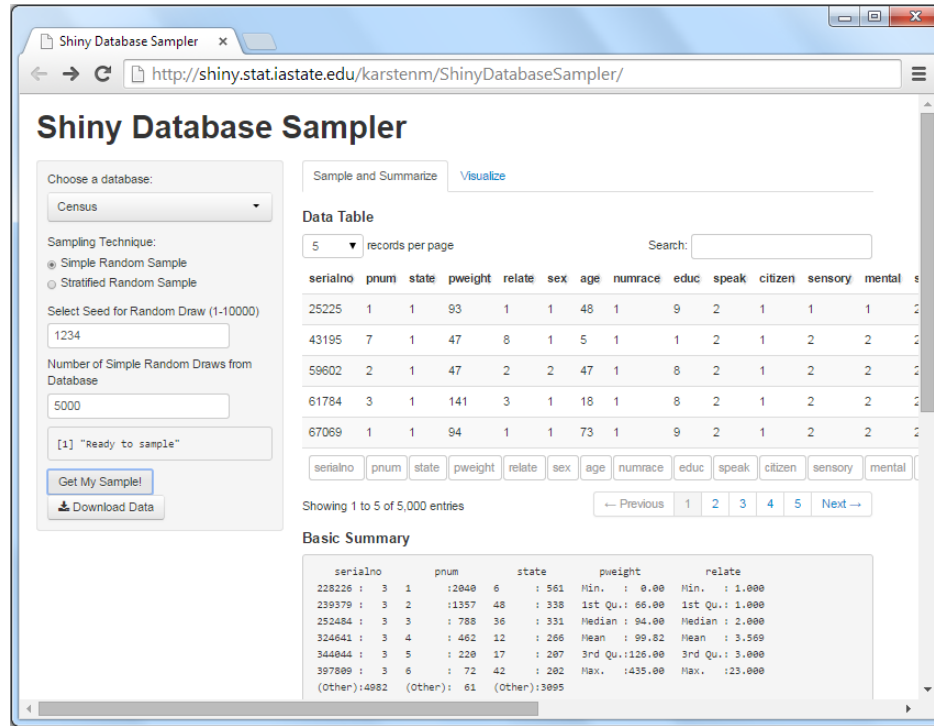 Shiny Database Sampler ×
http://shiny.stat.iastate.edu/karstenm/ShinyDatabaseSampler/
Shiny Database Sampler
Choose a database:
Census
Sampling Technique:
Simple Random Sample
Stratified Random Sample
Select Seed for Random Draw (1-10000)
1234
Number of Simple Random Draws from
Database
5000
[1] "Ready to sample"
Get My Sample!
Download Data
Sample and Summarize Visualize
Data Table
5 records per page Search:
serialno pnum state pweight relate sex age numrace educ speak citizen sensory mental s
25225 1 1 93 1 1 48 1 9 2 1 1 1 2
43195 7 1 47 8 1 5 1 1 2 1 2 2 2
59602 2 1 47 2 2 47 1 8 2 1 2 2 2
61784 3 1 141 3 1 18 1 8 2 1 2 2 2
67069 1 1 94 1 1 73 1 9 2 1 2 2 2
serialno pnum state pweight relate sex age numrace educ speak citizen sensory mental
Showing 1 to 5 of 5,000 entries ← Previous 1 2 3 4 5 Next →
Basic Summary
serialno pnum state pweight relate
228226 : 3 1 :2040 6 : 561 Min. : 0.00 Min. : 1.000
239379 : 3 2 :1357 48 : 338 1st Qu.: 66.00 1st Qu.: 1.000
252484 : 3 3 : 788 36 : 331 Median : 94.00 Median : 2.000
324641 : 3 4 : 462 12 : 266 Mean : 99.82 Mean : 3.569
344044 : 3 5 : 220 17 : 207 3rd Qu.:126.00 3rd Qu.: 3.000
397809 : 3 6 : 72 42 : 202 Max. :435.00 Max. :23.000
(Other):4982 (Other): 61 (Other):3095